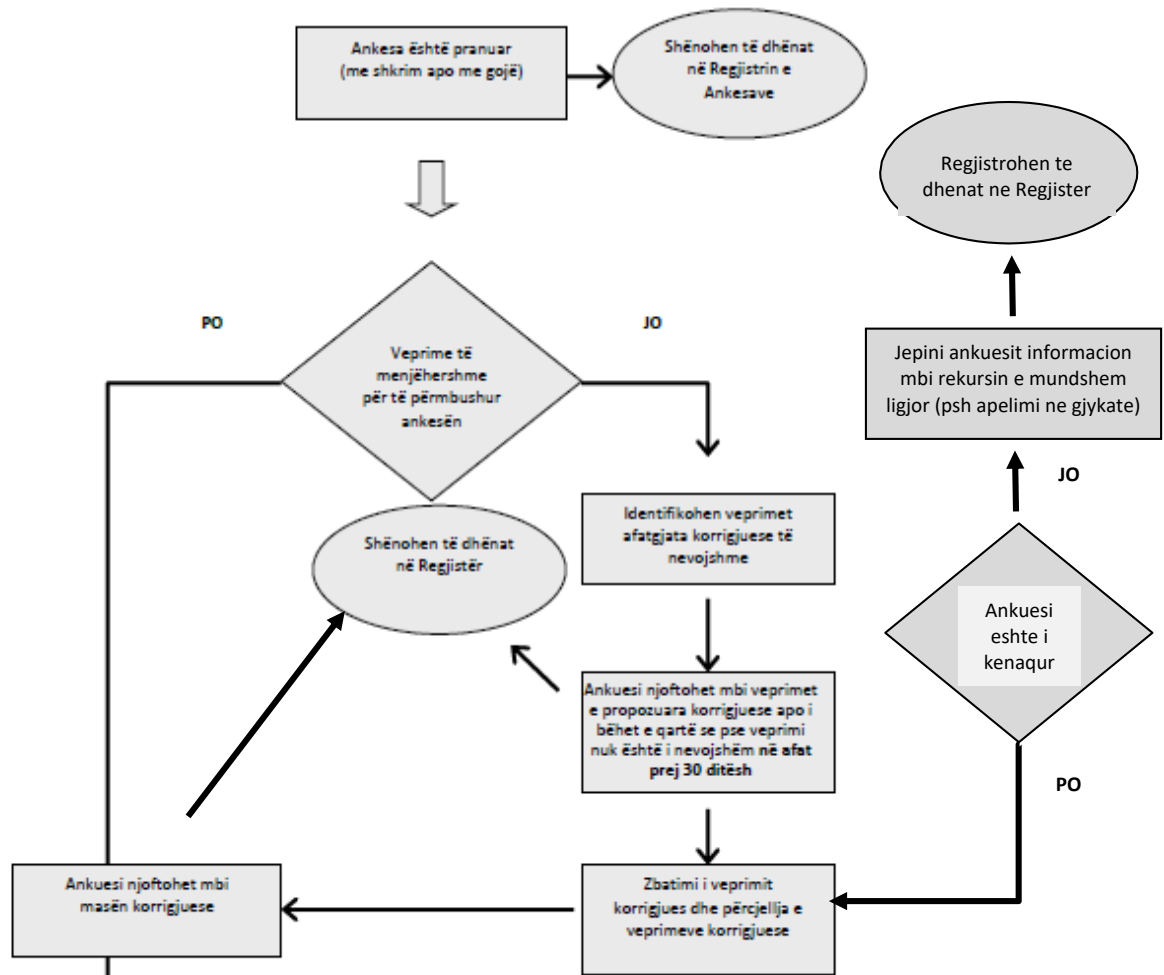 Ankesa është pranuar
(me shkrim apo me gojë)
Shënohen të dhënat
në Regjistrin e
Ankesave
Regjistrohen te
dhenat ne Regjister
PO
JO
Veprime të
menjëhershme
për të përmbushur
ankesën
Jepini ankuesit informacion
mbi rekursin e mundshem
ligjor (psh apelimi ne gjykate)
JO
Identifikohen veprimet
afatgjata korrigjuese të
nevojshme
Shënohen të dhënat
në Regjistër
Ankuesi
eshte i
kenaqur
Ankuesi njoftohet mbi veprimet
e propozuara korrigjuese apo i
bëhet e qartë se pse veprimi
nuk është i nevojshëm në afat
prej 30 ditësh
PO
Ankuesi njoftohet mbi
masën korrigjuese
Zbatimi i veprimit
korrigjues dhe përcjellja e
veprimeve korrigjuese